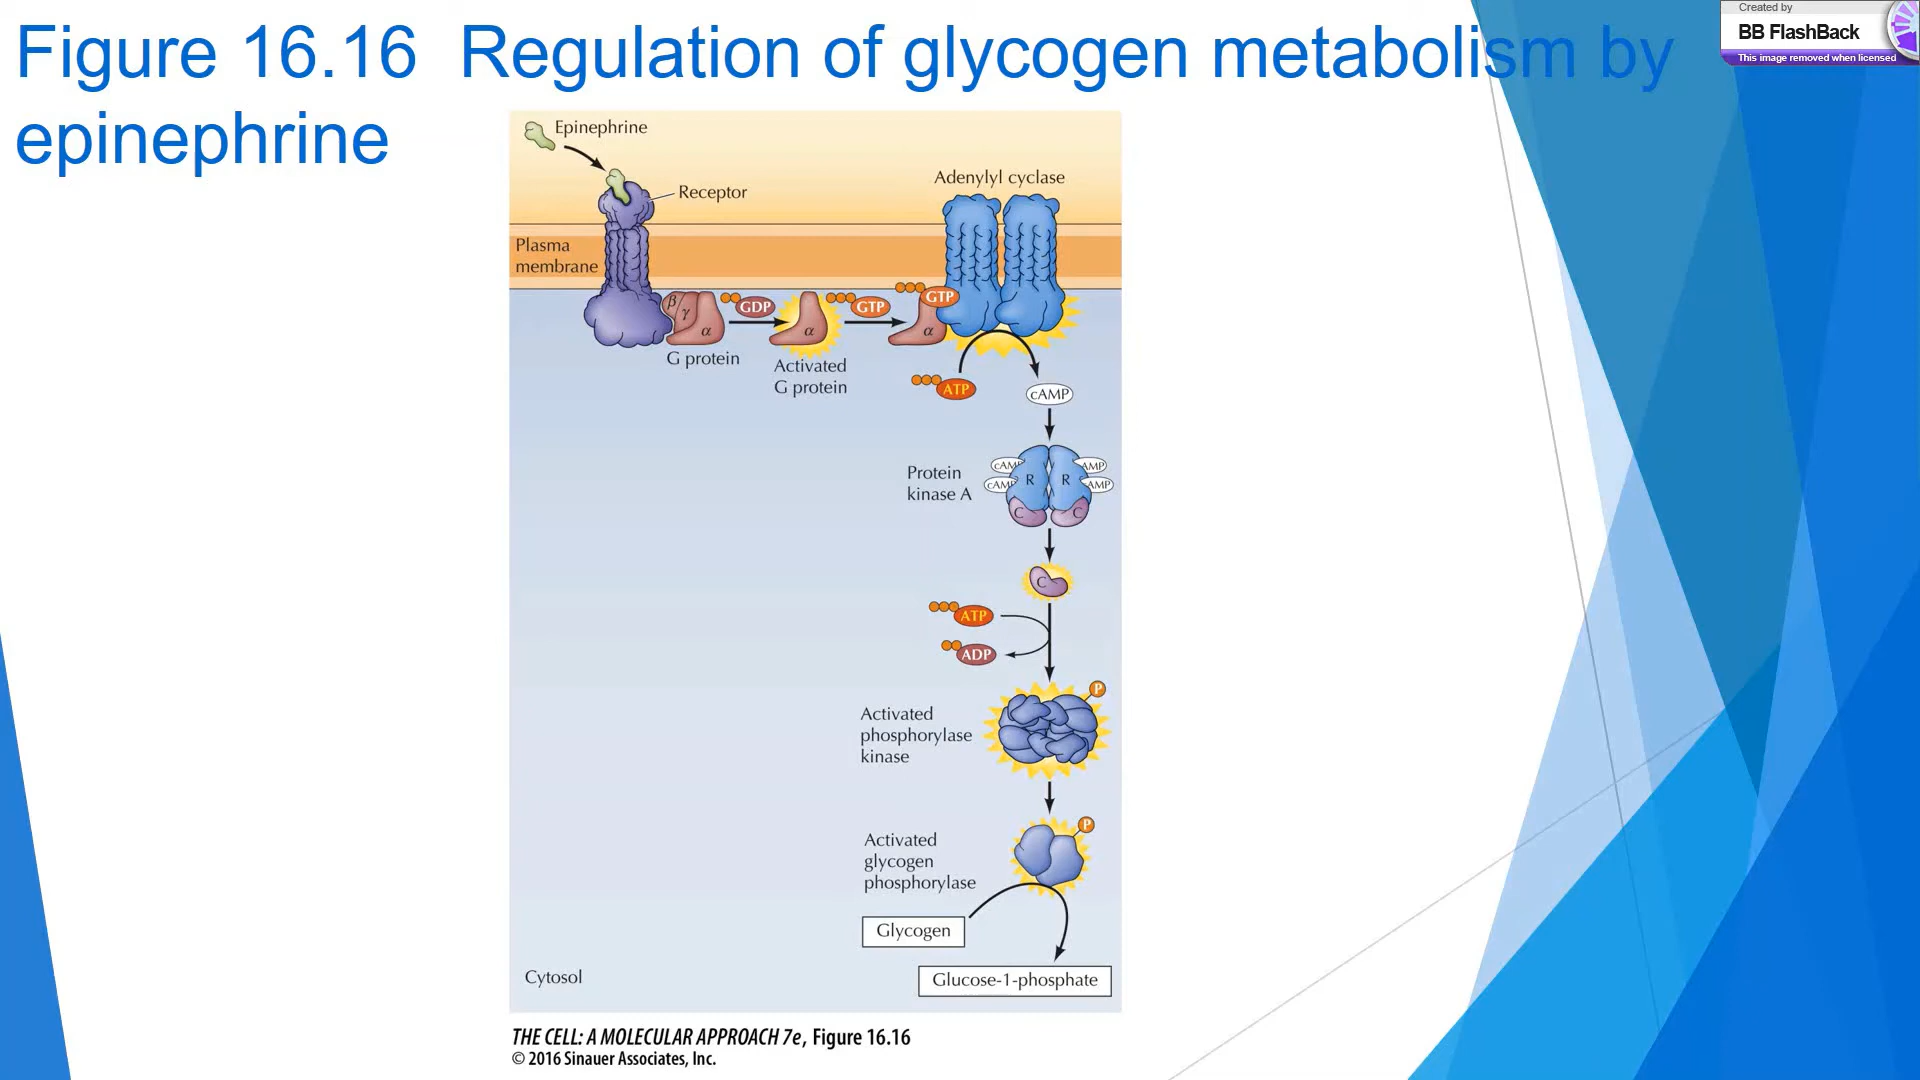 Figure 16.16 Regulation of glycogen metabolism by
epinephrine
Created by
BB FlashBack
This image removed when licensed
Epinephrine
Receptor
Adenylyl cyclase
Plasma
membrane
β
γ
α
GDP
α
GTP
GTP
α
G protein
Activated
G protein
ATP
cAMP
Protein
kinase A
cAMP
cAMP
R
R
AMP
AMP
C
C
C
ATP
ADP
P
Activated
phosphorylase
kinase
P
Activated
glycogen
phosphorylase
Glycogen
Glucose-1-phosphate
Cytosol
THE CELL: A MOLECULAR APPROACH 7e, Figure 16.16
© 2016 Sinauer Associates, Inc.